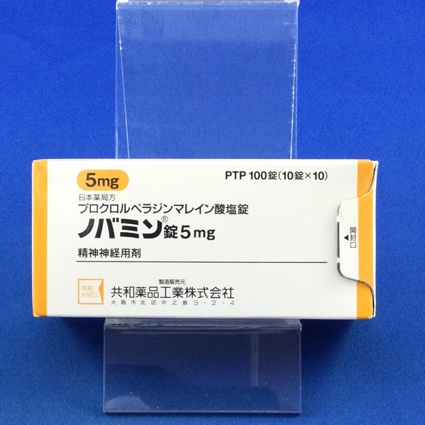 5mg
PTP 100錠(10錠×10)
日本薬局方
プロクロルペラジンマレイン酸塩錠
ノバミン®錠5mg
精神神経用剤
開封口
製造販売元
共和
AMEL
共和薬品工業株式会社
大阪市北区中之島3-2-4